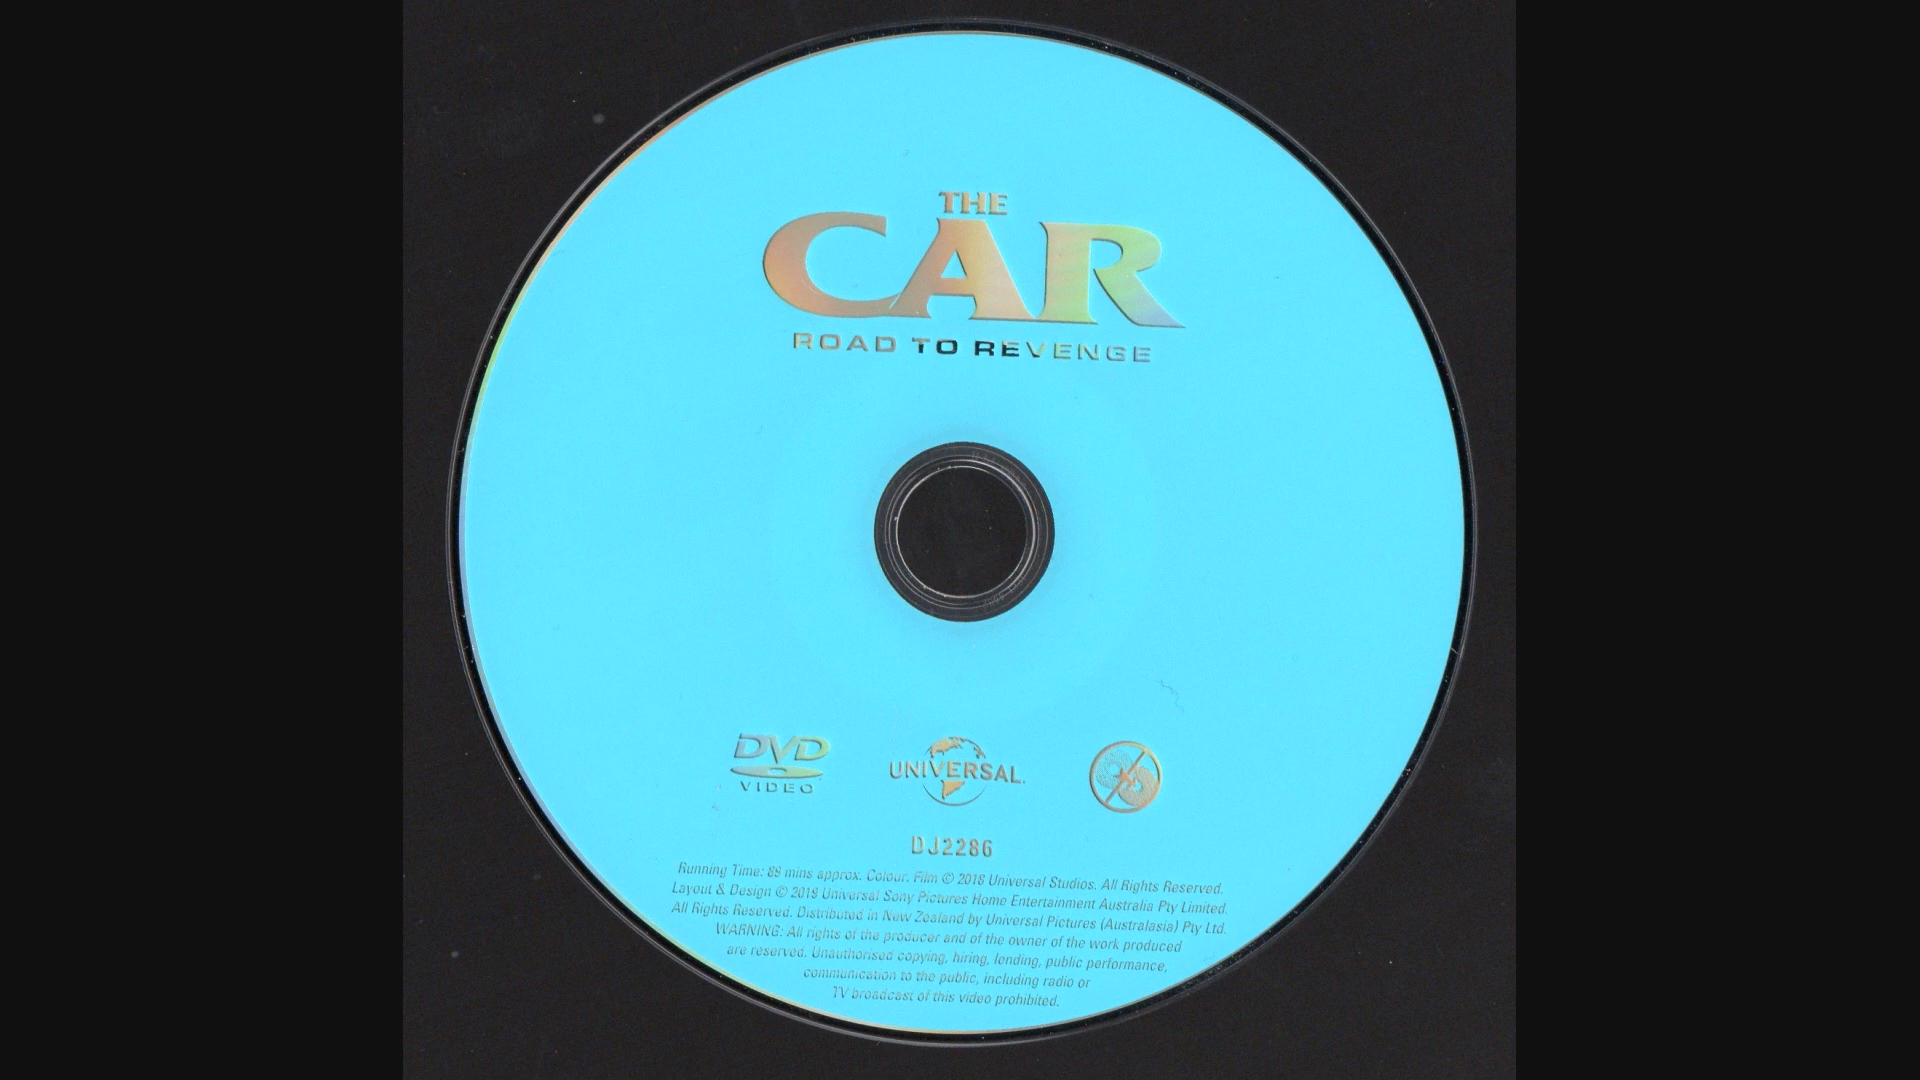 THE
CAR
ROAD TO REVENGE
DVD
VIDEO
UNIVERSAL
DJ2286
Running Time: 89 mins approx. Colour. Film © 2018 Universal Studios. All Rights Reserved.
Layout & Design © 2019 Universal Sony Pictures Home Entertainment Australia Pty Limited.
All Rights Reserved. Distributed in New Zealand by Universal Pictures (Australasia) Pty Ltd.
WARNING: All rights of the producer and of the owner of the work produced
are reserved. Unauthorised copying, hiring, lending, public performance,
communication to the public, including radio or
TV broadcast of this video prohibited.